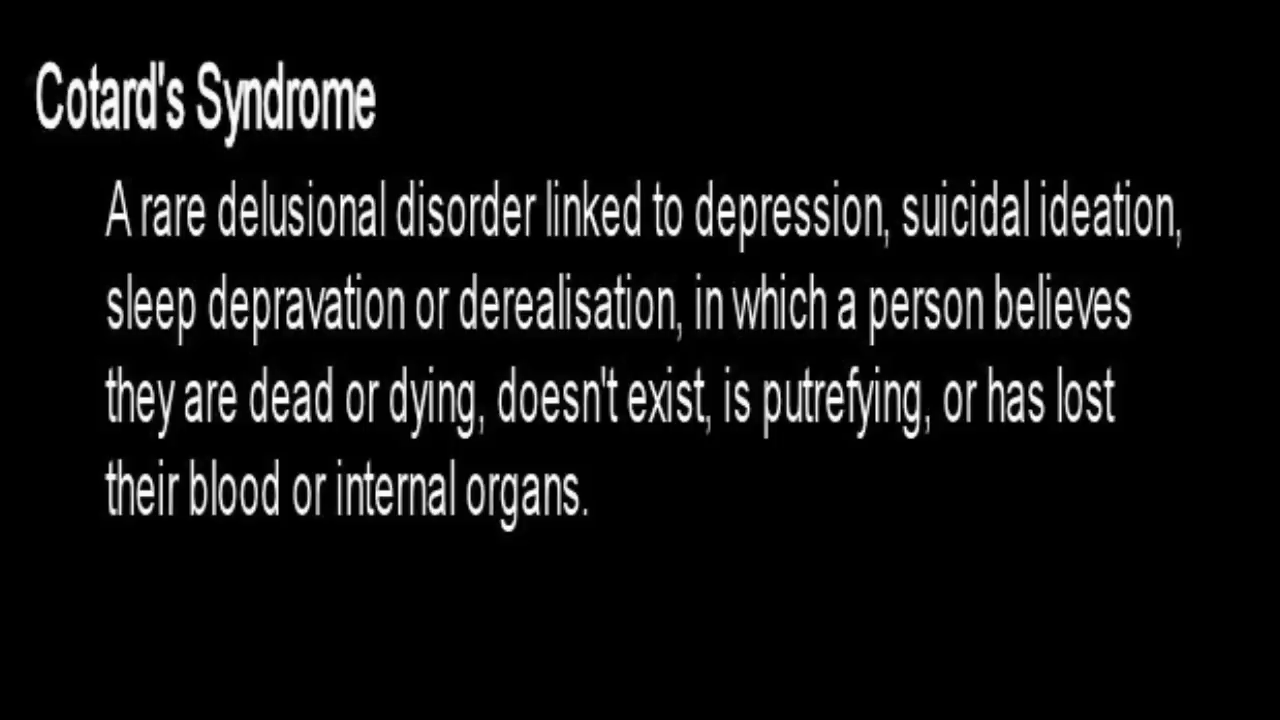 Cotard's Syndrome
A rare delusional disorder linked to depression, suicidal ideation,
sleep depravation or derealisation, in which a person believes
they are dead or dying, doesn't exist, is putrefying, or has lost
their blood or internal organs.